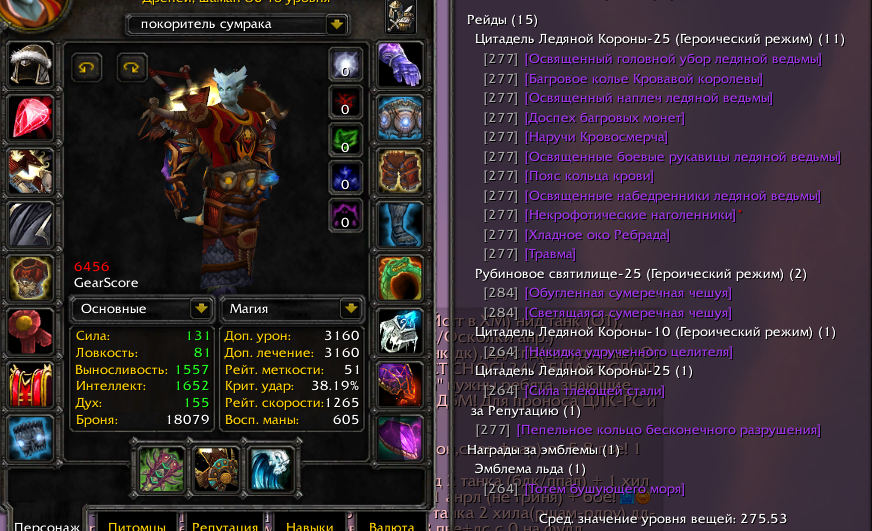 покоритель сумрака
0
0
0
0
0
6456
GearScore
Основные
Магия
Сила: 131
Ловкость: 81
Выносливость: 1557
Интеллект: 1652
Дух: 155
Броня: 18079
Доп. урон: 3160
Доп. лечение: 3160
Рейт. меткости: 51
Крит. удар: 38.19%
Рейт. скорости: 1265
Восп. маны: 605
Персонаж
Питомцы
Репутация
Навыки
Валюта
Рейды (15)
Цитадель Ледяной Короны-25 (Героический режим) (11)
[277] [Освященный головной убор ледяной ведьмы]
[277] [Багровое колье Кровавой королевы]
[277] [Освященный наплеч ледяной ведьмы]
[277] [Доспех багровых монет]
[277] [Наручи Кровосмерча]
[277] [Освященные боевые рукавицы ледяной ведьмы]
[277] [Пояс кольца крови]
[277] [Освященные набедренники ледяной ведьмы]
[277] [Некрофотические наголенники]
[277] [Хладное око Ребрада]
[277] [Травма]
Рубиновое святилище-25 (Героический режим) (2)
[284] [Обугленная сумеречная чешуя]
[284] [Светящаяся сумеречная чешуя]
Цитадель Ледяной Короны-10 (Героический режим) (1)
[264] [Накидка удрученного целителя]
Цитадель Ледяной Короны-25 (1)
[264] [Сила тлеющей стали]
за Репутацию (1)
[277] [Пепельное кольцо бесконечного разрушения]
Награды за эмблемы (1)
Эмблема льда (1)
[264] [Тотем бушующего моря]
Сред. значение уровня вещей: 275.53